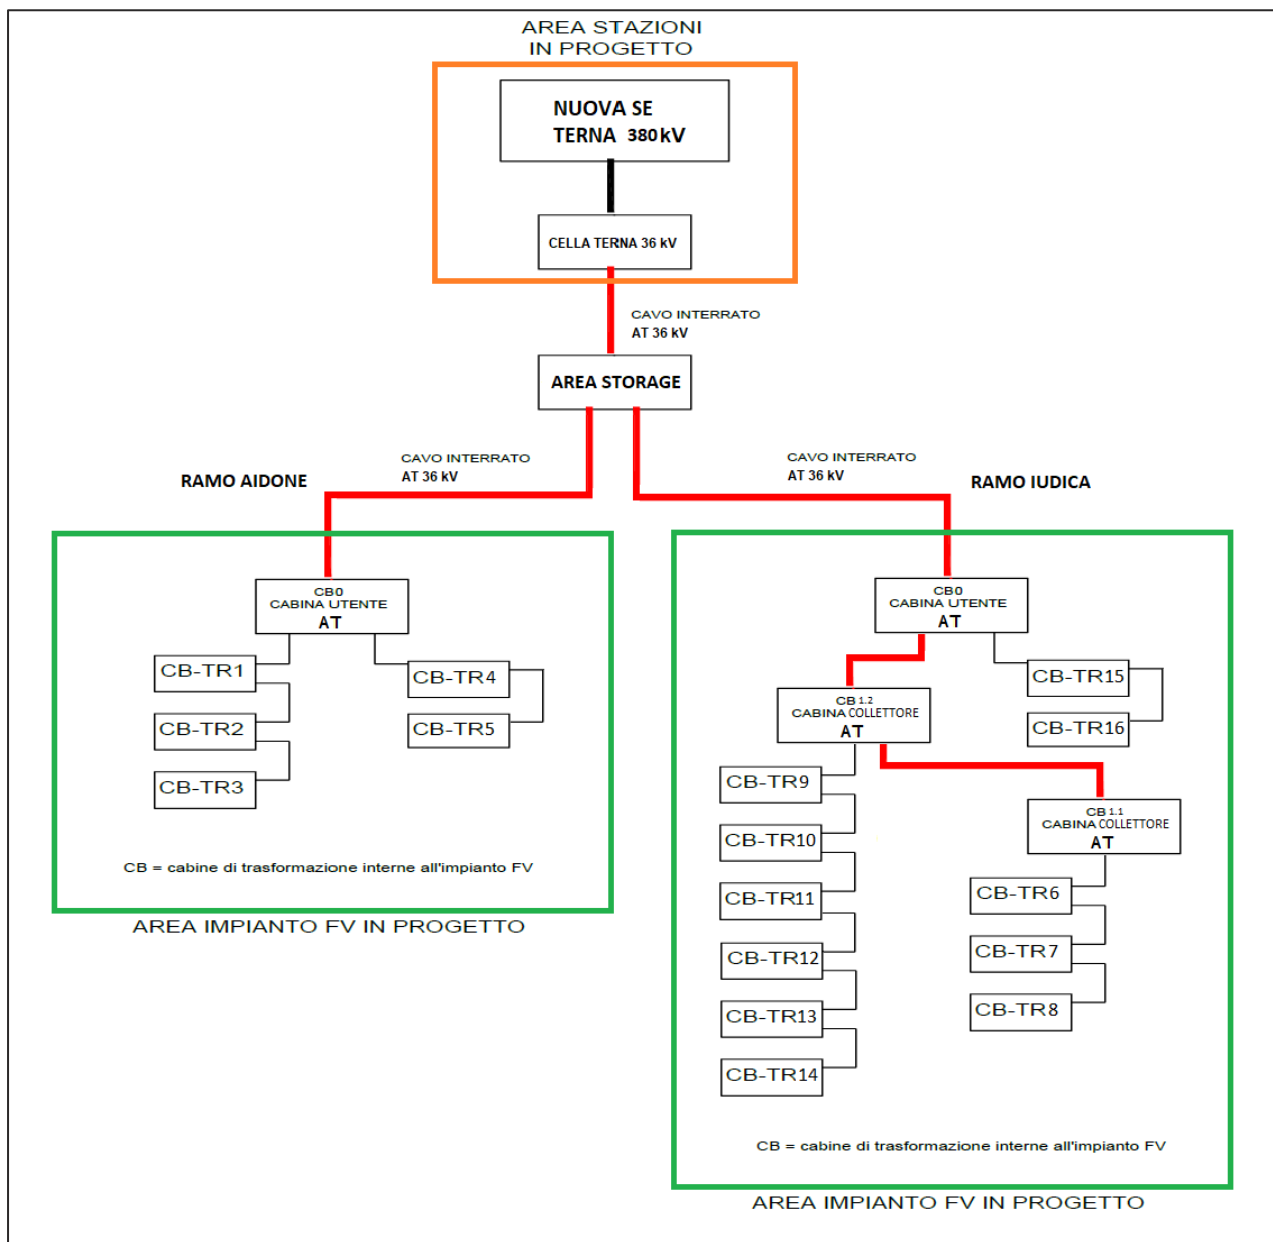 AREA STAZIONI
IN PROGETTO
NUOVA SE
TERNA 380 kV
CELLA TERNA 36 kV
CAVO INTERRATO
AT 36 kV
AREA STORAGE
RAMO AIDONE
CAVO INTERRATO
AT 36 kV
CAVO INTERRATO
AT 36 kV
RAMO IUDICA
CB0
CABINA UTENTE
AT
CB-TR1
CB-TR2
CB-TR3
CB-TR4
CB-TR5
CB = cabine di trasformazione interne all'impianto FV
AREA IMPIANTO FV IN PROGETTO
CB0
CABINA UTENTE
AT
CB-TR15
CB-TR16
CB 1.2
CABINA COLLETTORE
AT
CB-TR9
CB-TR10
CB-TR11
CB-TR12
CB-TR13
CB-TR14
CB 1.1
CABINA COLLETTORE
AT
CB-TR6
CB-TR7
CB-TR8
CB = cabine di trasformazione interne all'impianto FV
AREA IMPIANTO FV IN PROGETTO